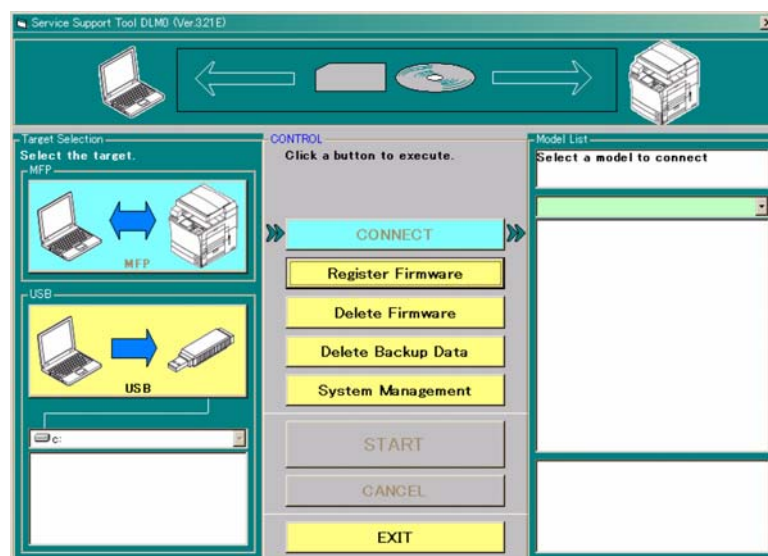 Service Support Tool DLM0 (Ver.3.21E)
Target Selection
Select the target.
MFP
MFP
USB
USB
c:
CONTROL
Click a button to execute.
CONNECT
Register Firmware
Delete Firmware
Delete Backup Data
System Management
START
CANCEL
EXIT
Model List
Select a model to connect